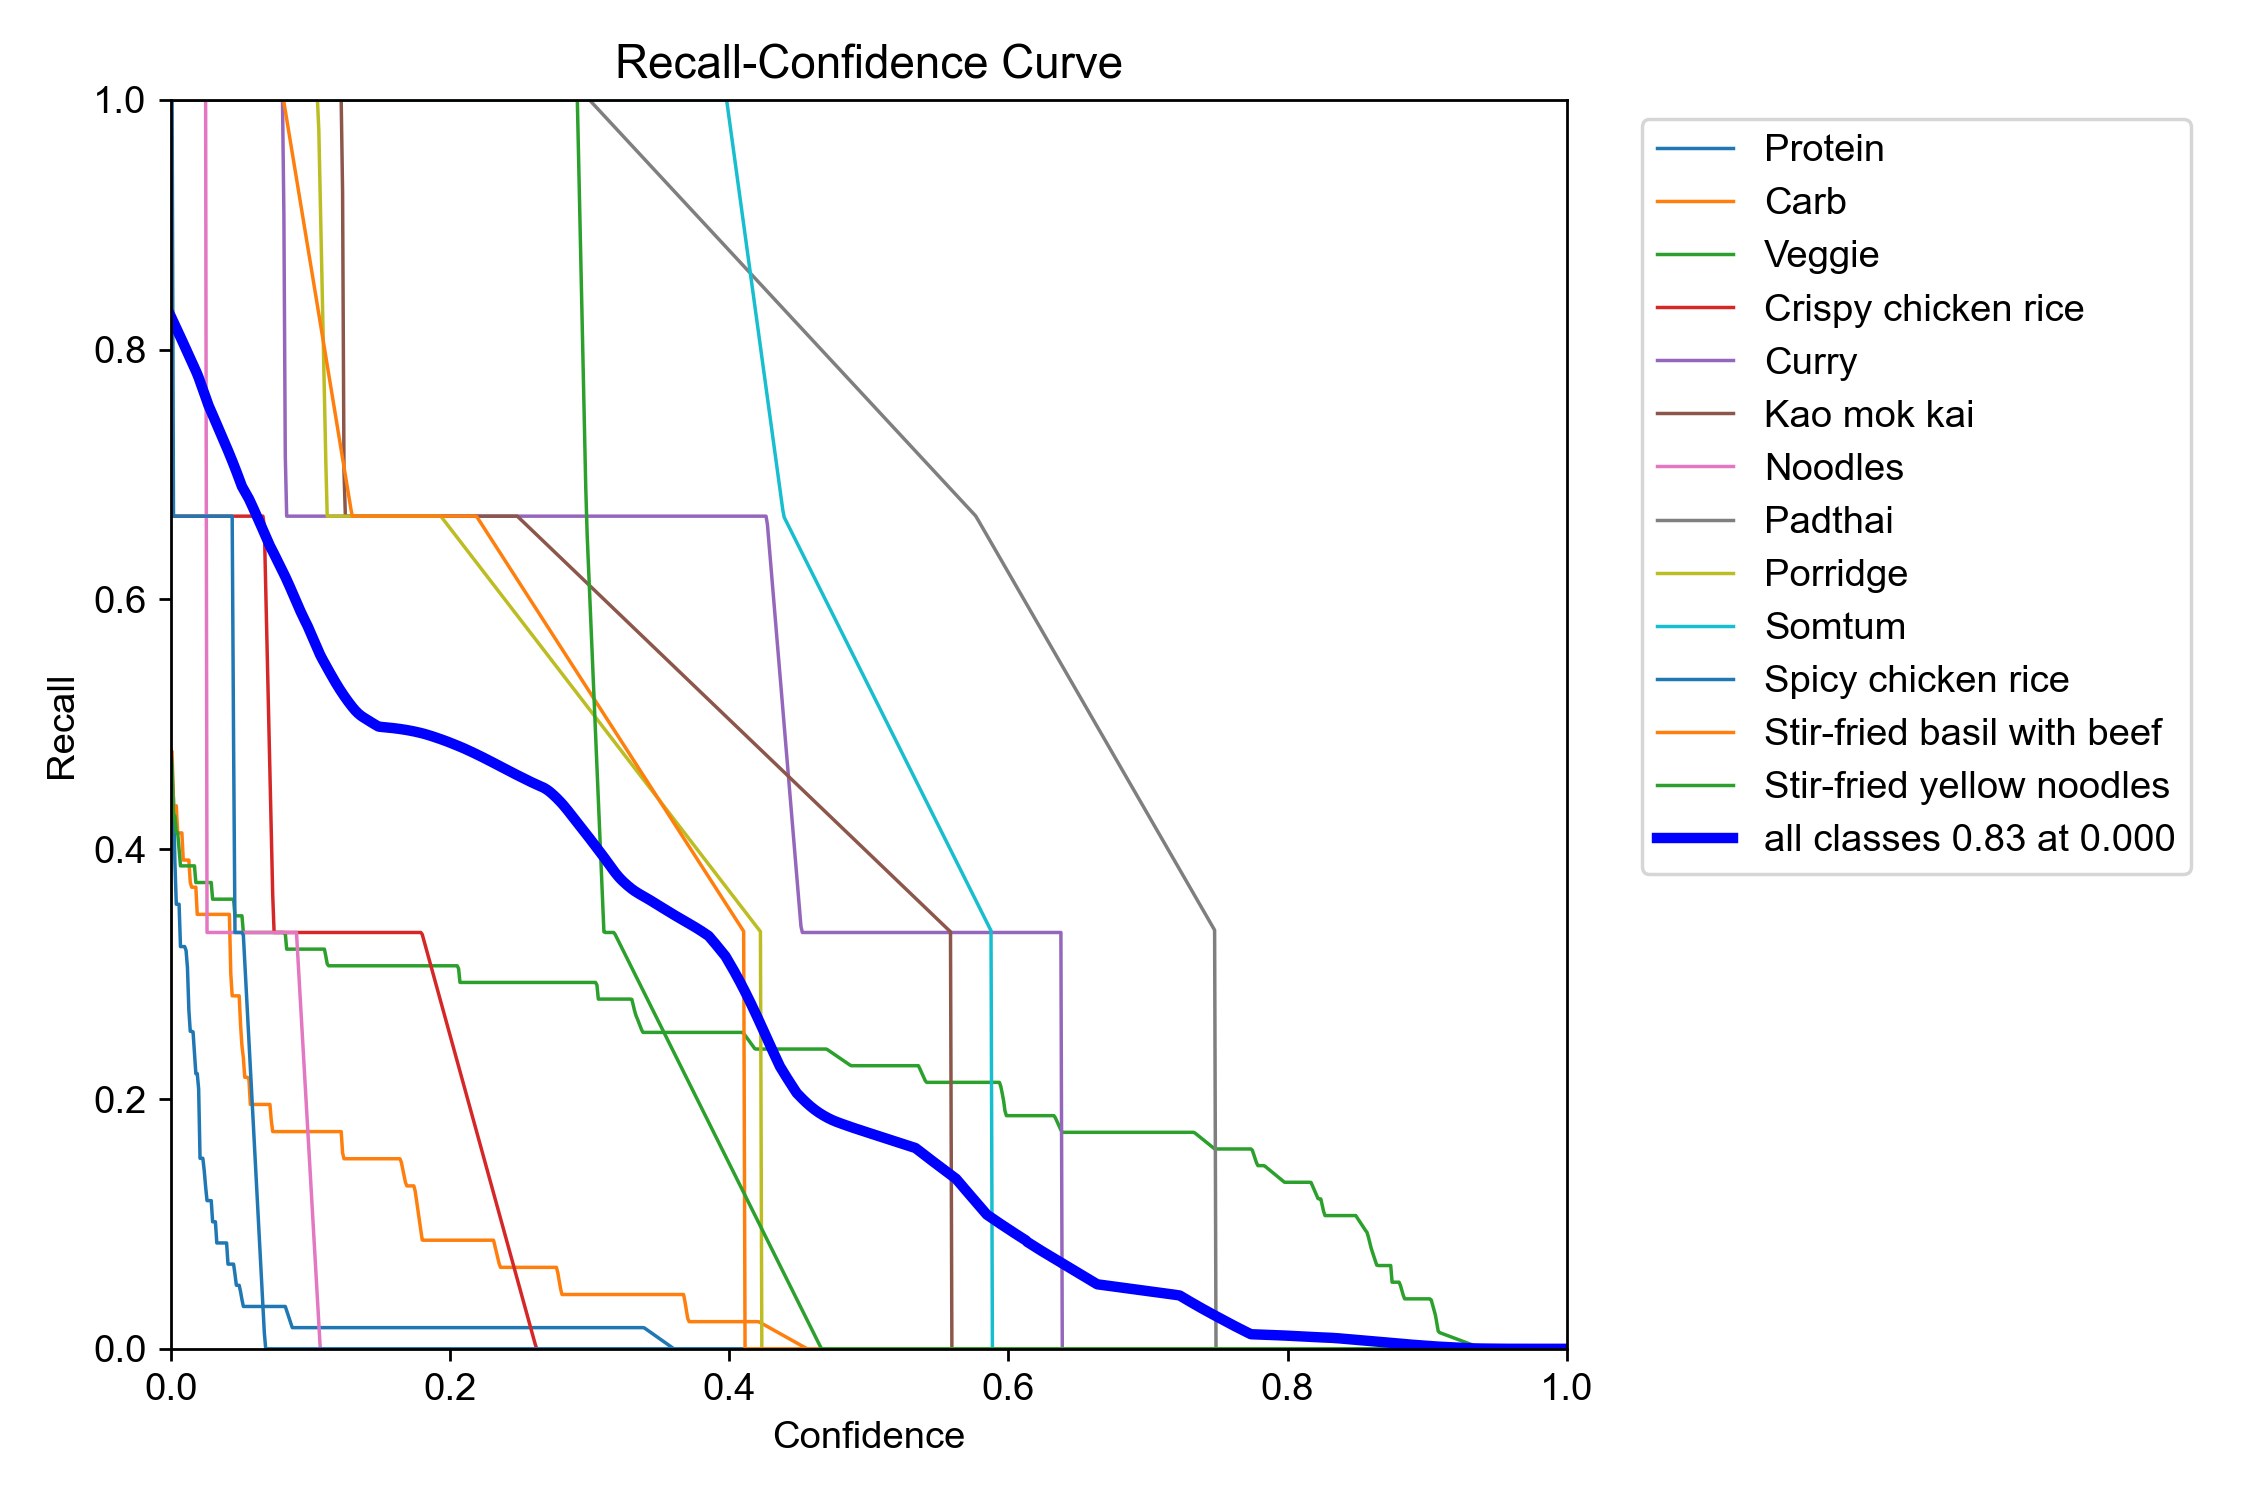 Recall-Confidence Curve
1.0
0.8
0.6
0.4
0.2
0.0
Recall
0.0 0.2 0.4 0.6 0.8 1.0
Confidence
Protein
Carb
Veggie
Crispy chicken rice
Curry
Kao mok kai
Noodles
Padthai
Porridge
Somtum
Spicy chicken rice
Stir-fried basil with beef
Stir-fried yellow noodles
all classes 0.83 at 0.000